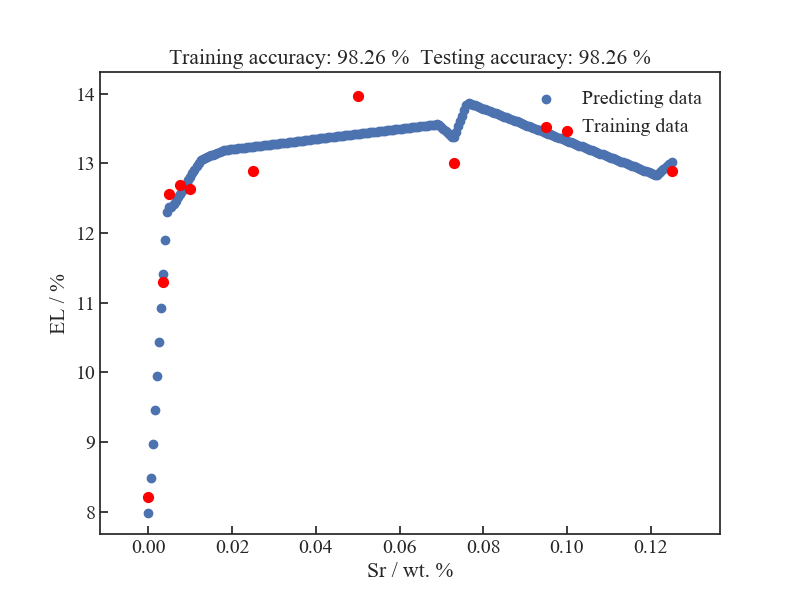 Training accuracy: 98.26 %  Testing accuracy: 98.26 %
Predicting data
Training data
14
13
12
11
10
9
8
EL / %
0.00 0.02 0.04 0.06 0.08 0.10 0.12
Sr / wt. %